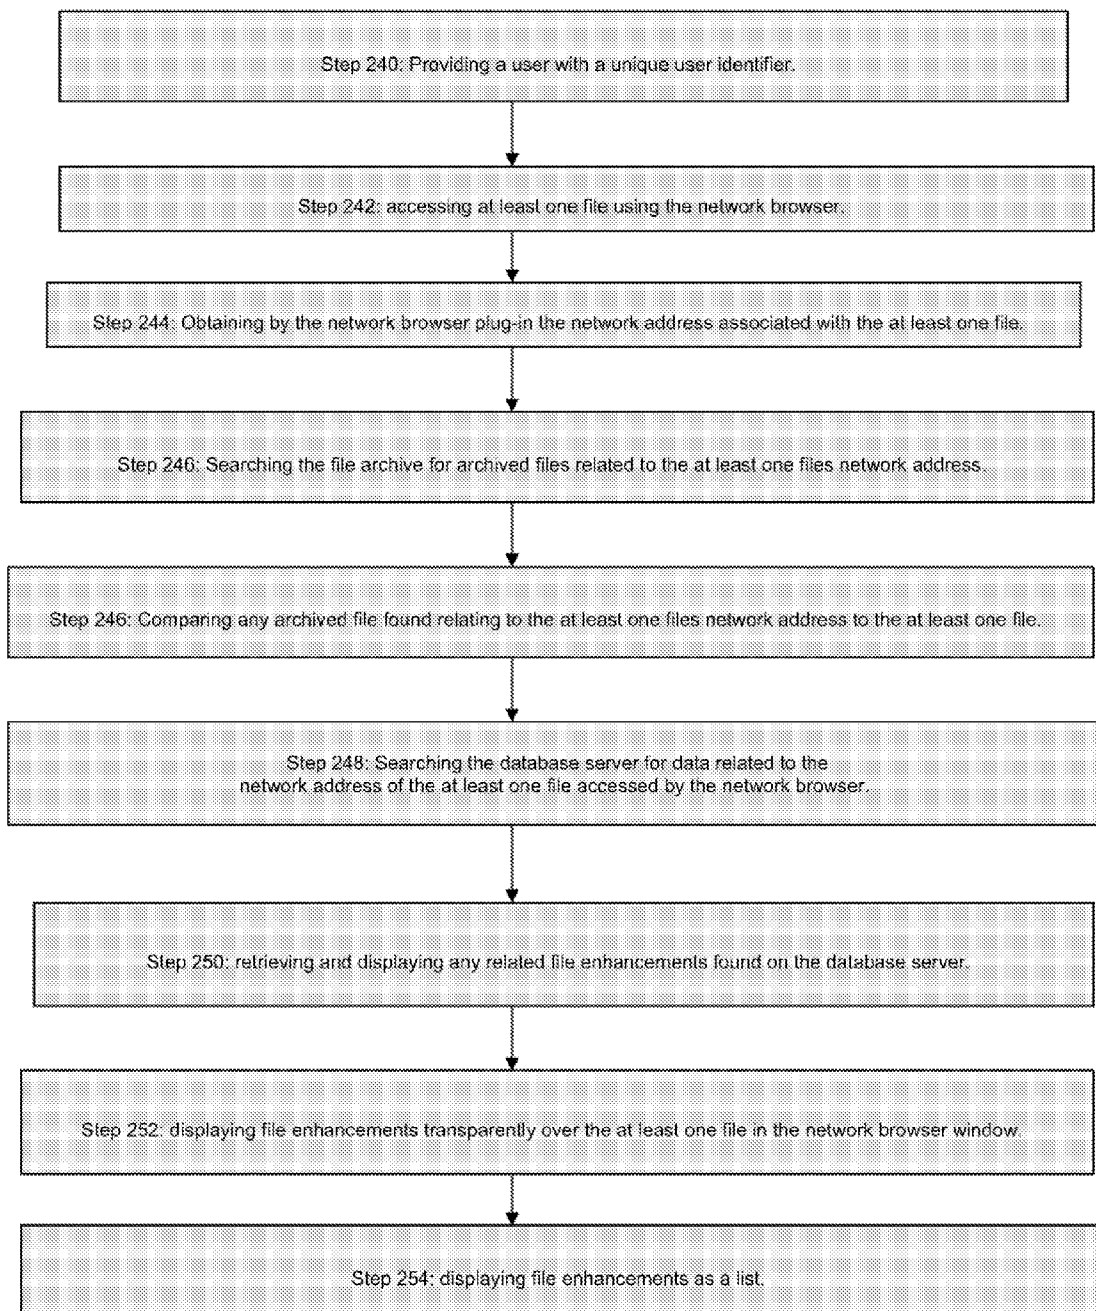 Step 240: Providing a user with a unique user identifier.
Step 242: accessing at least one file using the network browser.
Step 244: Obtaining by the network browser plug-in the network address associated with the at least one file.
Step 246: Searching the file archive for archived files related to the at least one files network address.
Step 246: Comparing any archived file found relating to the at least one files network address to the at least one file.
Step 248: Searching the database server for data related to the
network address of the at least one file accessed by the network browser.
Step 250: retrieving and displaying any related file enhancements found on the database server.
Step 252: displaying file enhancements transparently over the at least one file in the network browser window.
Step 254: displaying file enhancements as a list.